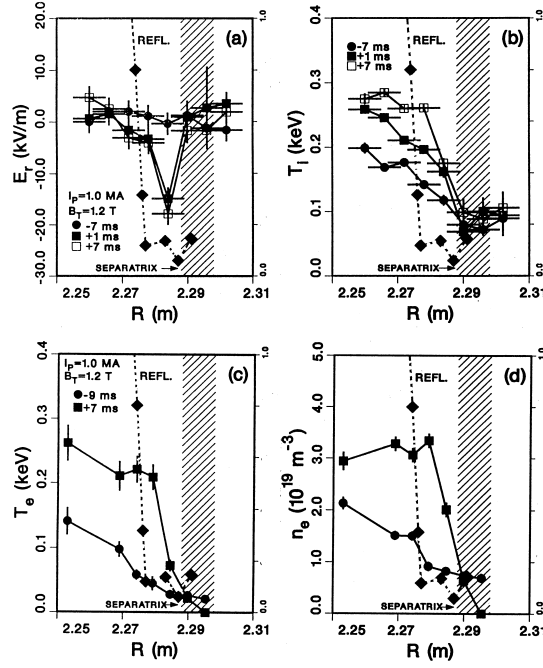 20.0
10.0
0.0
-10.0
-20.0
-30.0
E_r (kV/m)
REFL.
(a)
1.0
I_P=1.0 MA
B_T=1.2 T
-7 ms
+1 ms
+7 ms
SEPARATRIX
0.0
2.25
2.27
2.29
2.31
R (m)
0.4
0.3
0.2
0.1
0.0
T_i (keV)
-7 ms
+1 ms
+7 ms
REFL.
(b)
1.0
SEPARATRIX
0.0
2.25
2.27
2.29
2.31
R (m)
0.4
0.3
0.2
0.1
0.0
T_e (keV)
I_P=1.0 MA
B_T=1.2 T
-9 ms
+7 ms
REFL.
(c)
1.0
SEPARATRIX
0.0
2.25
2.27
2.29
2.31
R (m)
5.0
4.0
3.0
2.0
1.0
0.0
n_e (10^19 m^-3)
REFL.
(d)
1.0
SEPARATRIX
0.0
2.25
2.27
2.29
2.31
R (m)